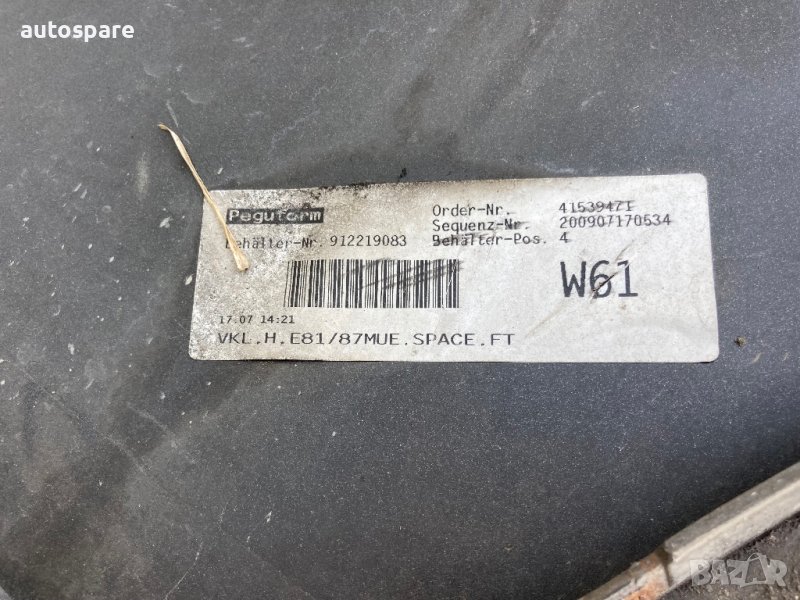 autospare
Peguform
Order-Nr. 41539471
Sequenz-Nr. 200907170534
Behälter-Nr. 912219083
Behälter-Pos. 4
W61
17.07 14:21
VKL.H.E81/87MUE.SPACE.FT
BAZAR